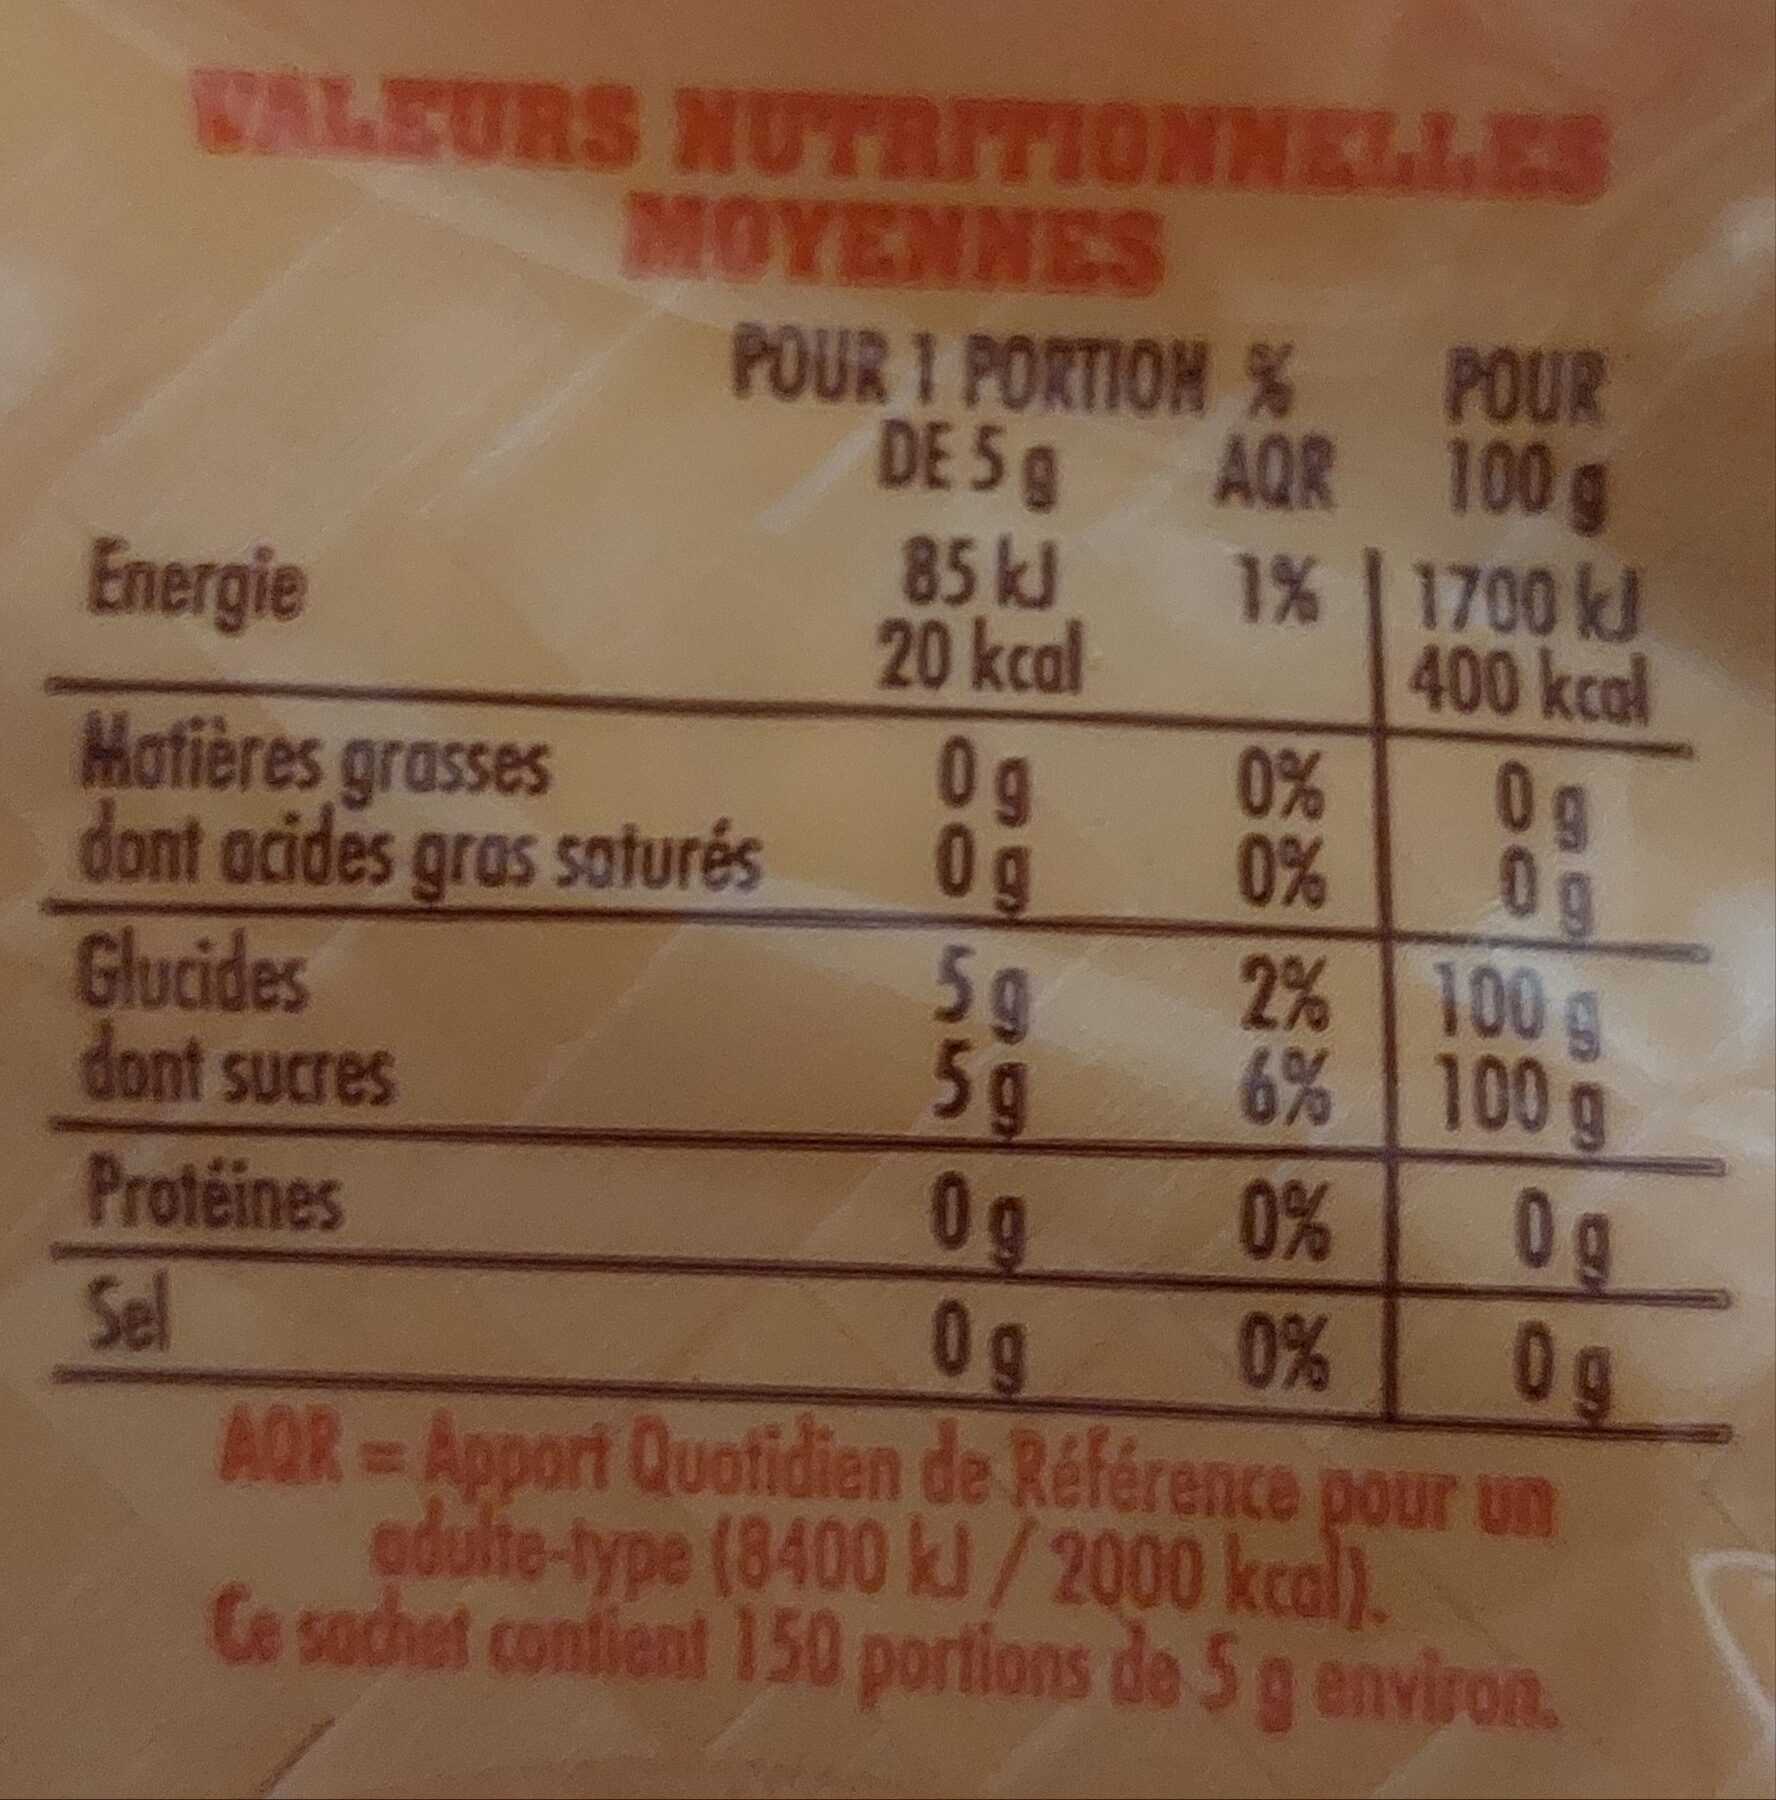 VALEURS NUTRITIONNELLES
MOYENNES
POUR 1 PORTION % POUR
DE 5 g AQR 100 g
Energie 85 kJ 1% 1700 kJ
20 kcal 400 kcal
Matières grasses 0 g 0% 0 g
dont acides gras saturés 0 g 0% 0 g
Glucides 5 g 2% 100 g
dont sucres 5 g 6% 100 g
Protéines 0 g 0% 0 g
Sel 0 g 0% 0 g
AQR = Apport Quotidien de Référence pour un
adulte-type (8400 kJ / 2000 kcal).
Ce sachet contient 150 portions de 5 g environ.